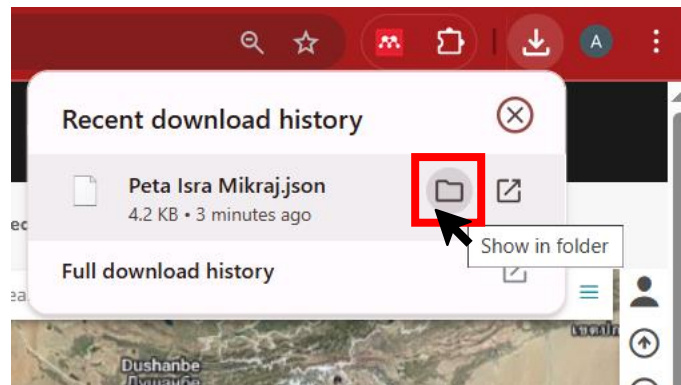 A
Recent download history
Peta Isra Mikraj.json
4.2 KB • 3 minutes ago
Show in folder
Full download history
Dushanbe